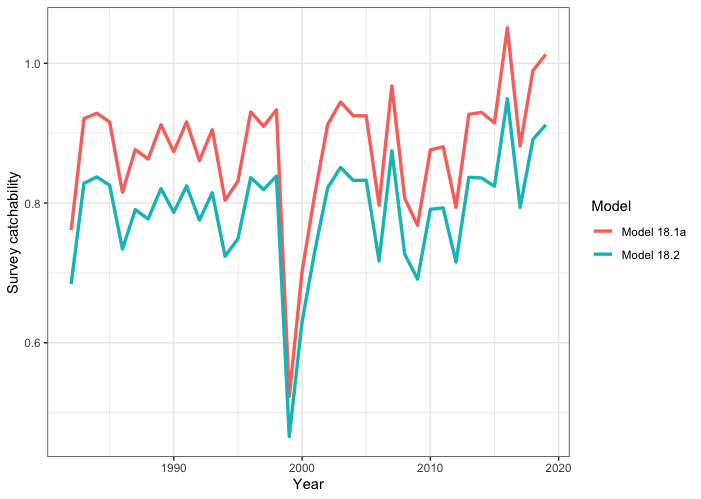 Survey catchability
1.0
0.8
0.6
1990
2000
2010
2020
Year
Model
Model 18.1a
Model 18.2